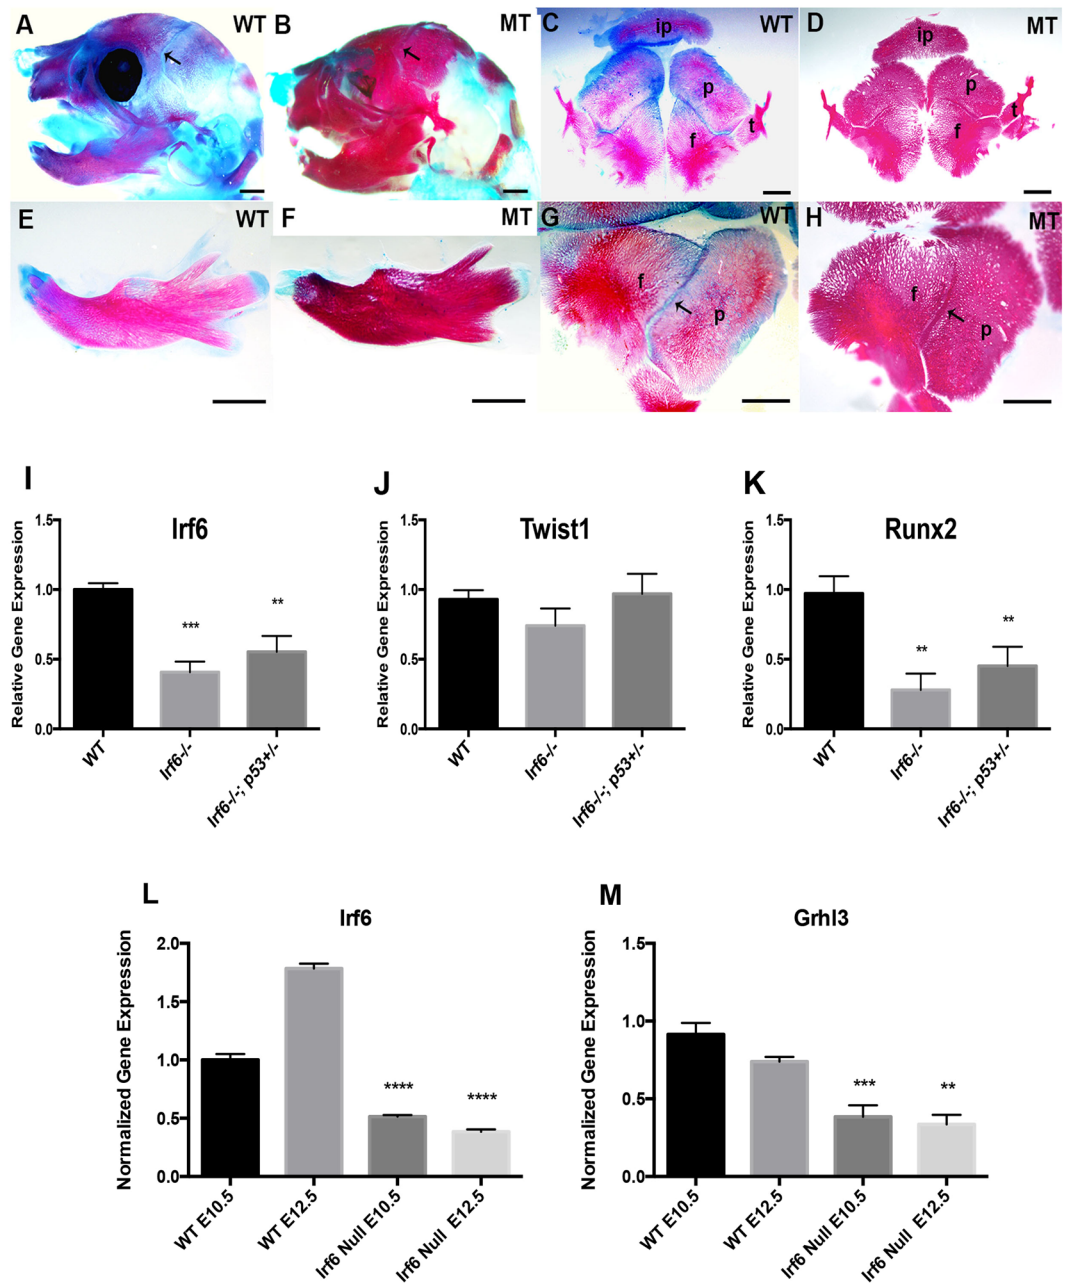 A WT B MT C WT D MT
ip
p
f
t
ip
p
f
t
E WT F MT G WT H MT
f
p
f
p
I
J
K
Irf6
Relative Gene Expression
1.5
1.0
0.5
0.0
***
**
WT
Irf6-/-
Irf6-/-; p53+/-
Twist1
Relative Gene Expression
1.5
1.0
0.5
0.0
WT
Irf6-/-
Irf6-/-; p53+/-
Runx2
Relative Gene Expression
1.5
1.0
0.5
0.0
**
**
WT
Irf6-/-
Irf6-/-; p53+/-
L
Irf6
Normalized Gene Expression
2.0
1.5
1.0
0.5
0.0
****
****
WT E10.5
WT E12.5
Irf6 Null E10.5
Irf6 Null E12.5
M
Grhl3
Normalized Gene Expression
1.5
1.0
0.5
0.0
***
**
WT E10.5
WT E12.5
Irf6 Null E10.5
Irf6 Null E12.5